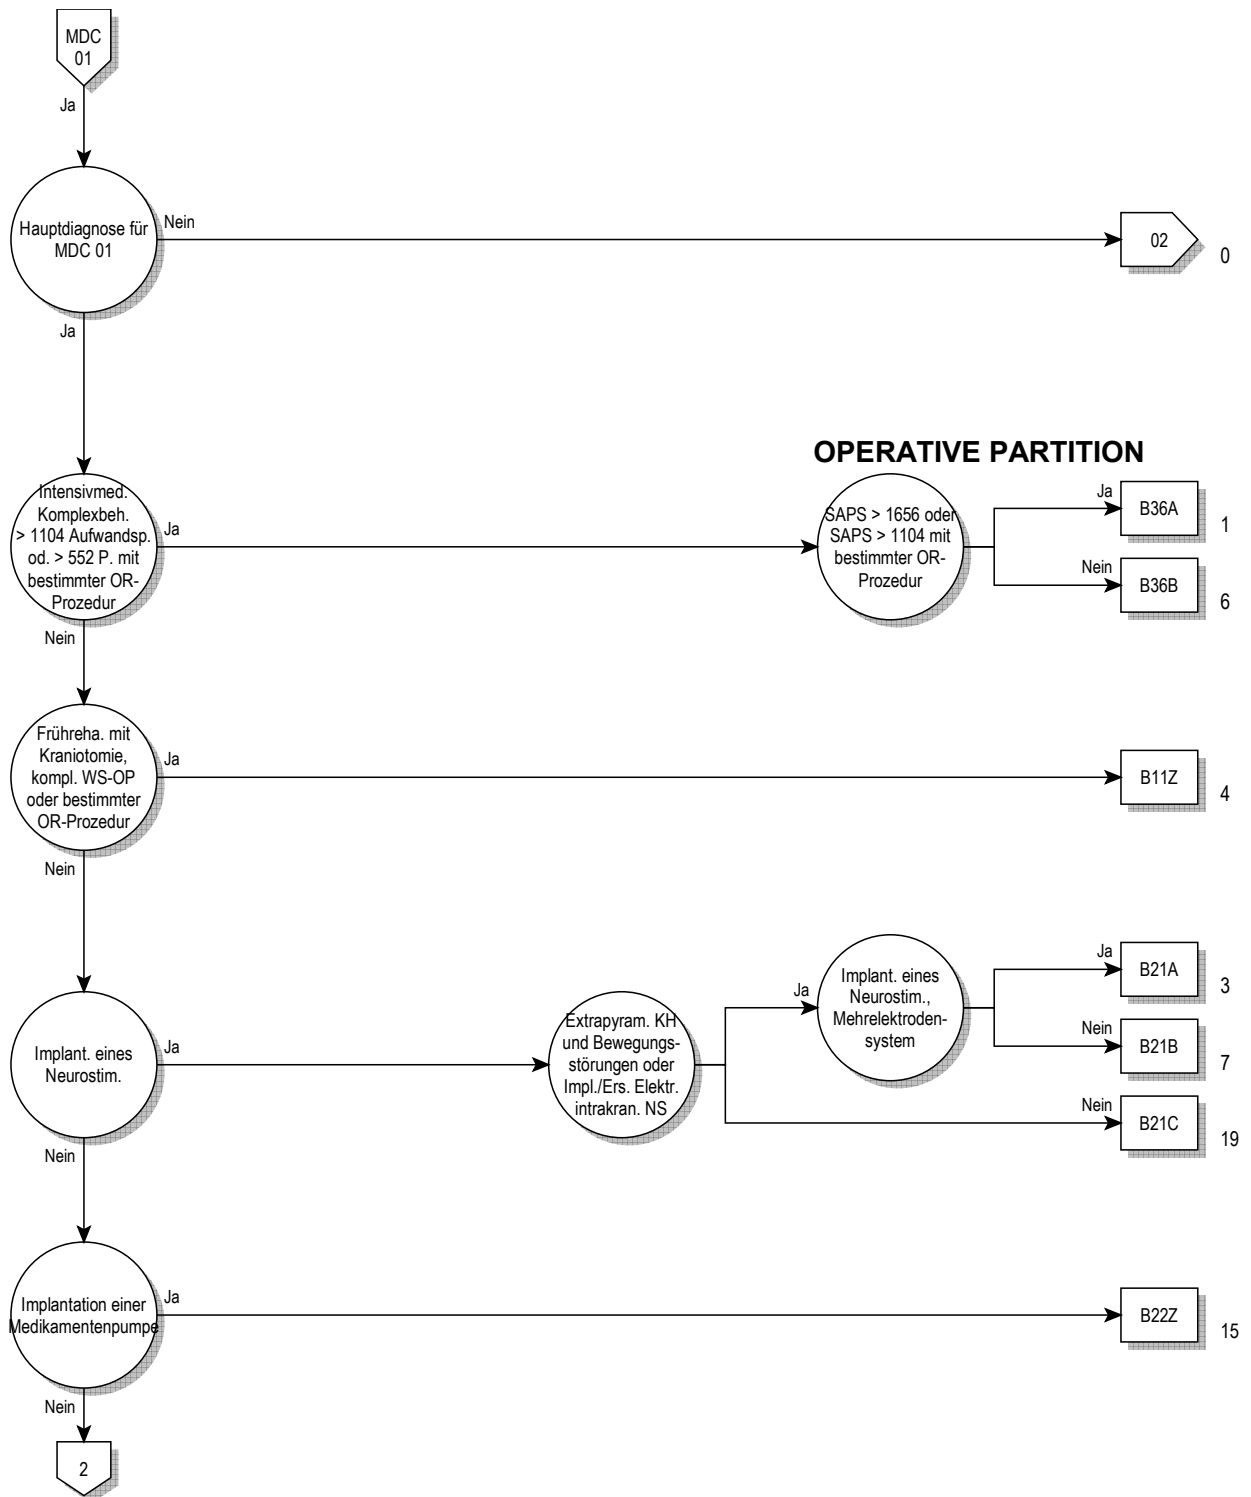 MDC
01
Ja
Hauptdiagnose für
MDC 01
Nein
02
0
Ja
OPERATIVE PARTITION
Intensivmed.
Komplexbeh.
> 1104 Aufwandsp.
od. > 552 P. mit
bestimmter OR-
Prozedur
Ja
SAPS > 1656 oder
SAPS > 1104 mit
bestimmter OR-
Prozedur
Ja
B36A
1
Nein
B36B
6
Nein
Frühreha. mit
Kraniotomie,
kompl. WS-OP
oder bestimmter
OR-Prozedur
Ja
B11Z
4
Nein
Implant. eines
Neurostim.
Ja
Extrapyram. KH
und Bewegungs-
störungen oder
Impl./Ers. Elektr.
intrakran. NS
Ja
Implant. eines
Neurostim.,
Mehrelektroden-
system
Ja
B21A
3
Nein
B21B
7
Nein
B21C
19
Nein
Implantation einer
Medikamentenpumpe
Ja
B22Z
15
Nein
2